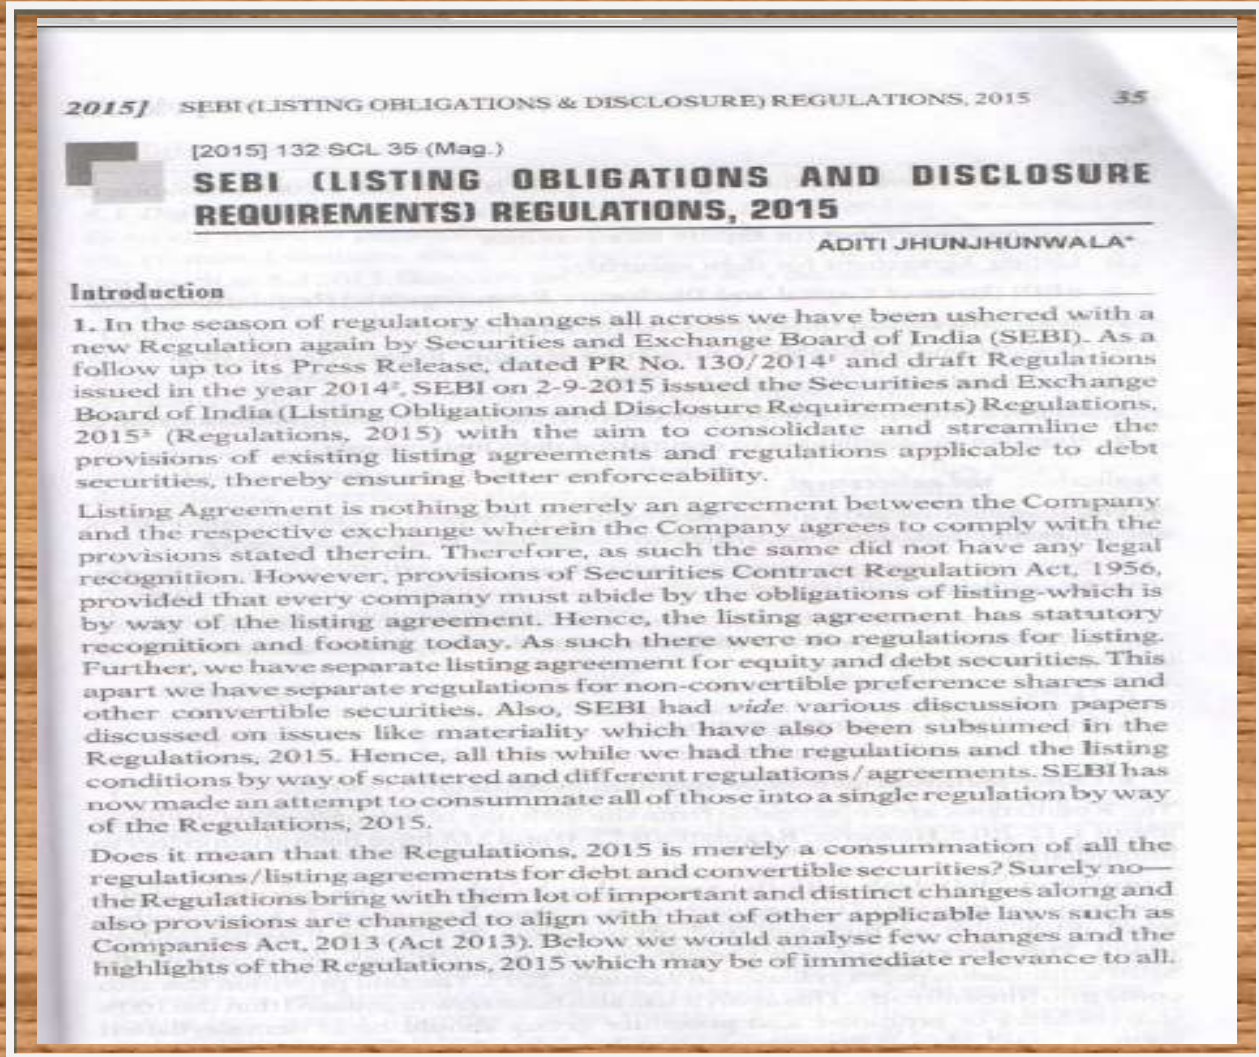 2015] SEBI (LISTING OBLIGATIONS & DISCLOSURE) REGULATIONS, 2015 35
[2015] 132 SCL 35 (Mag.)
SEBI (LISTING OBLIGATIONS AND DISCLOSURE
REQUIREMENTS) REGULATIONS, 2015
ADITI JHUNJHUNWALA*
Introduction
1. In the season of regulatory changes all across we have been ushered with a
new Regulation again by Securities and Exchange Board of India (SEBI). As a
follow up to its Press Release, dated PR No. 130/2014¹ and draft Regulations
issued in the year 2014², SEBI on 2-9-2015 issued the Securities and Exchange
Board of India (Listing Obligations and Disclosure Requirements) Regulations,
2015³ (Regulations, 2015) with the aim to consolidate and streamline the
provisions of existing listing agreements and regulations applicable to debt
securities, thereby ensuring better enforceability.
Listing Agreement is nothing but merely an agreement between the Company
and the respective exchange wherein the Company agrees to comply with the
provisions stated therein. Therefore, as such the same did not have any legal
recognition. However, provisions of Securities Contract Regulation Act, 1956,
provided that every company must abide by the obligations of listing-which is
by way of the listing agreement. Hence, the listing agreement has statutory
recognition and footing today. As such there were no regulations for listing.
Further, we have separate listing agreement for equity and debt securities. This
apart we have separate regulations for non-convertible preference shares and
other convertible securities. Also, SEBI had vide various discussion papers
discussed on issues like materiality which have also been subsumed in the
Regulations, 2015. Hence, all this while we had the regulations and the listing
conditions by way of scattered and different regulations/agreements. SEBI has
now made an attempt to consummate all of those into a single regulation by way
of the Regulations, 2015.
Does it mean that the Regulations, 2015 is merely a consummation of all the
regulations/listing agreements for debt and convertible securities? Surely no—
the Regulations bring with them lot of important and distinct changes along and
also provisions are changed to align with that of other applicable laws such as
Companies Act, 2013 (Act 2013). Below we would analyse few changes and the
highlights of the Regulations, 2015 which may be of immediate relevance to all.